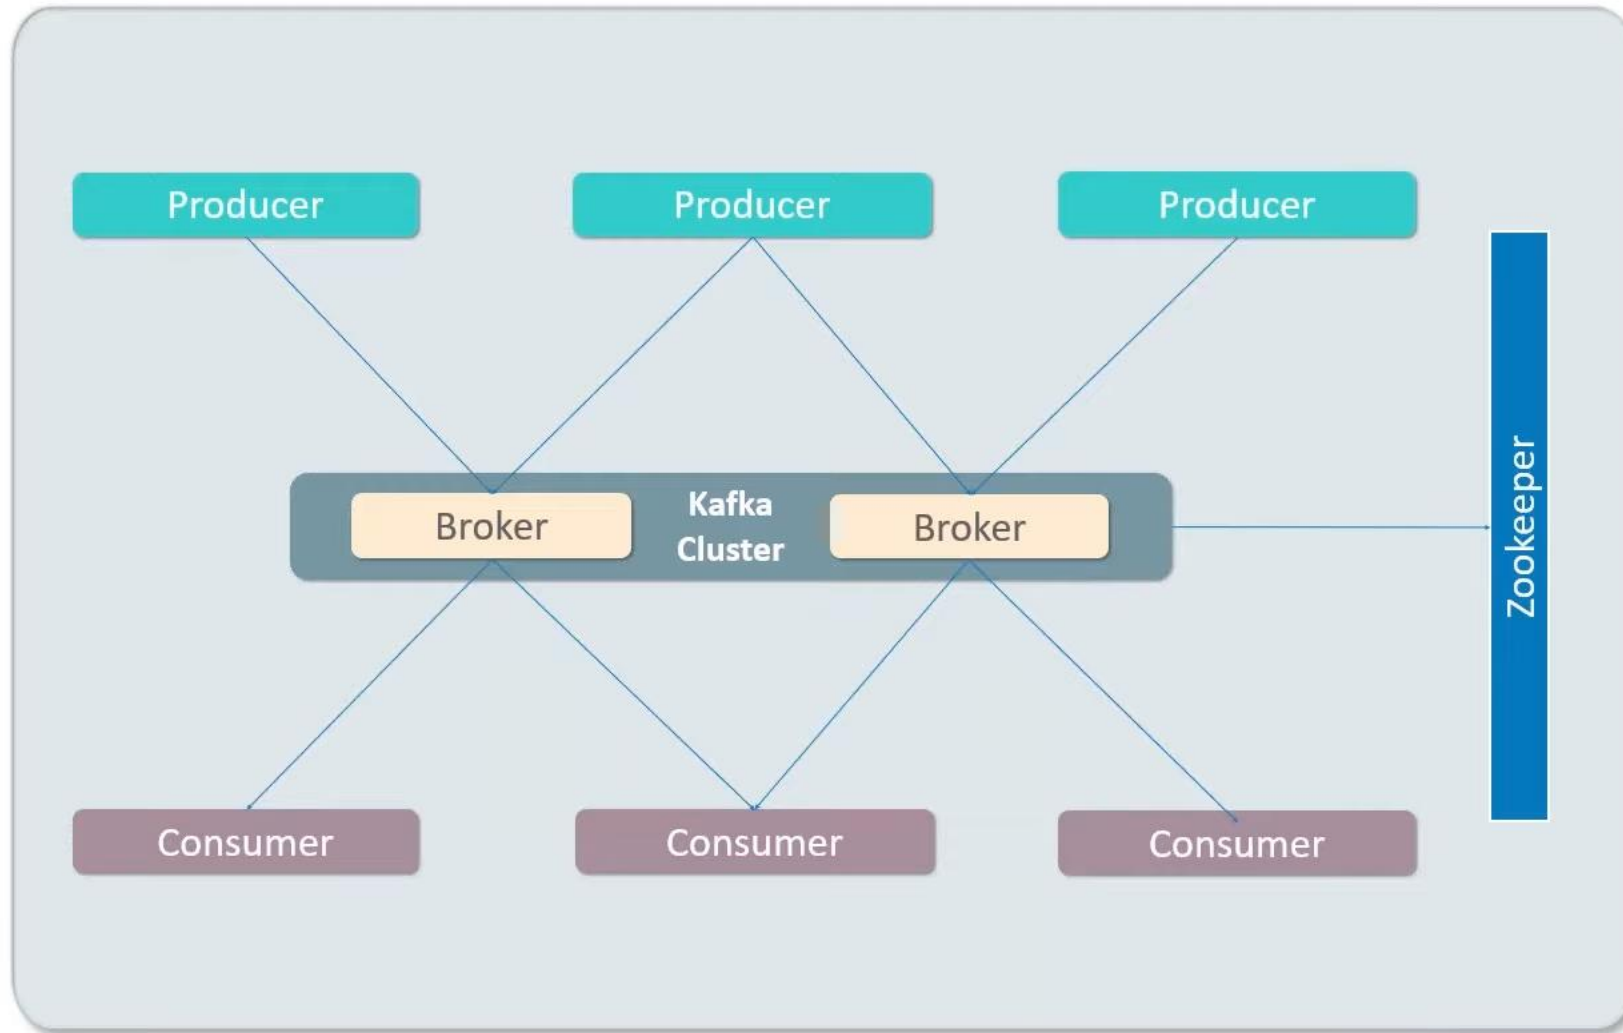 Producer
Producer
Producer
Broker
Kafka
Cluster
Broker
Zookeeper
Consumer
Consumer
Consumer